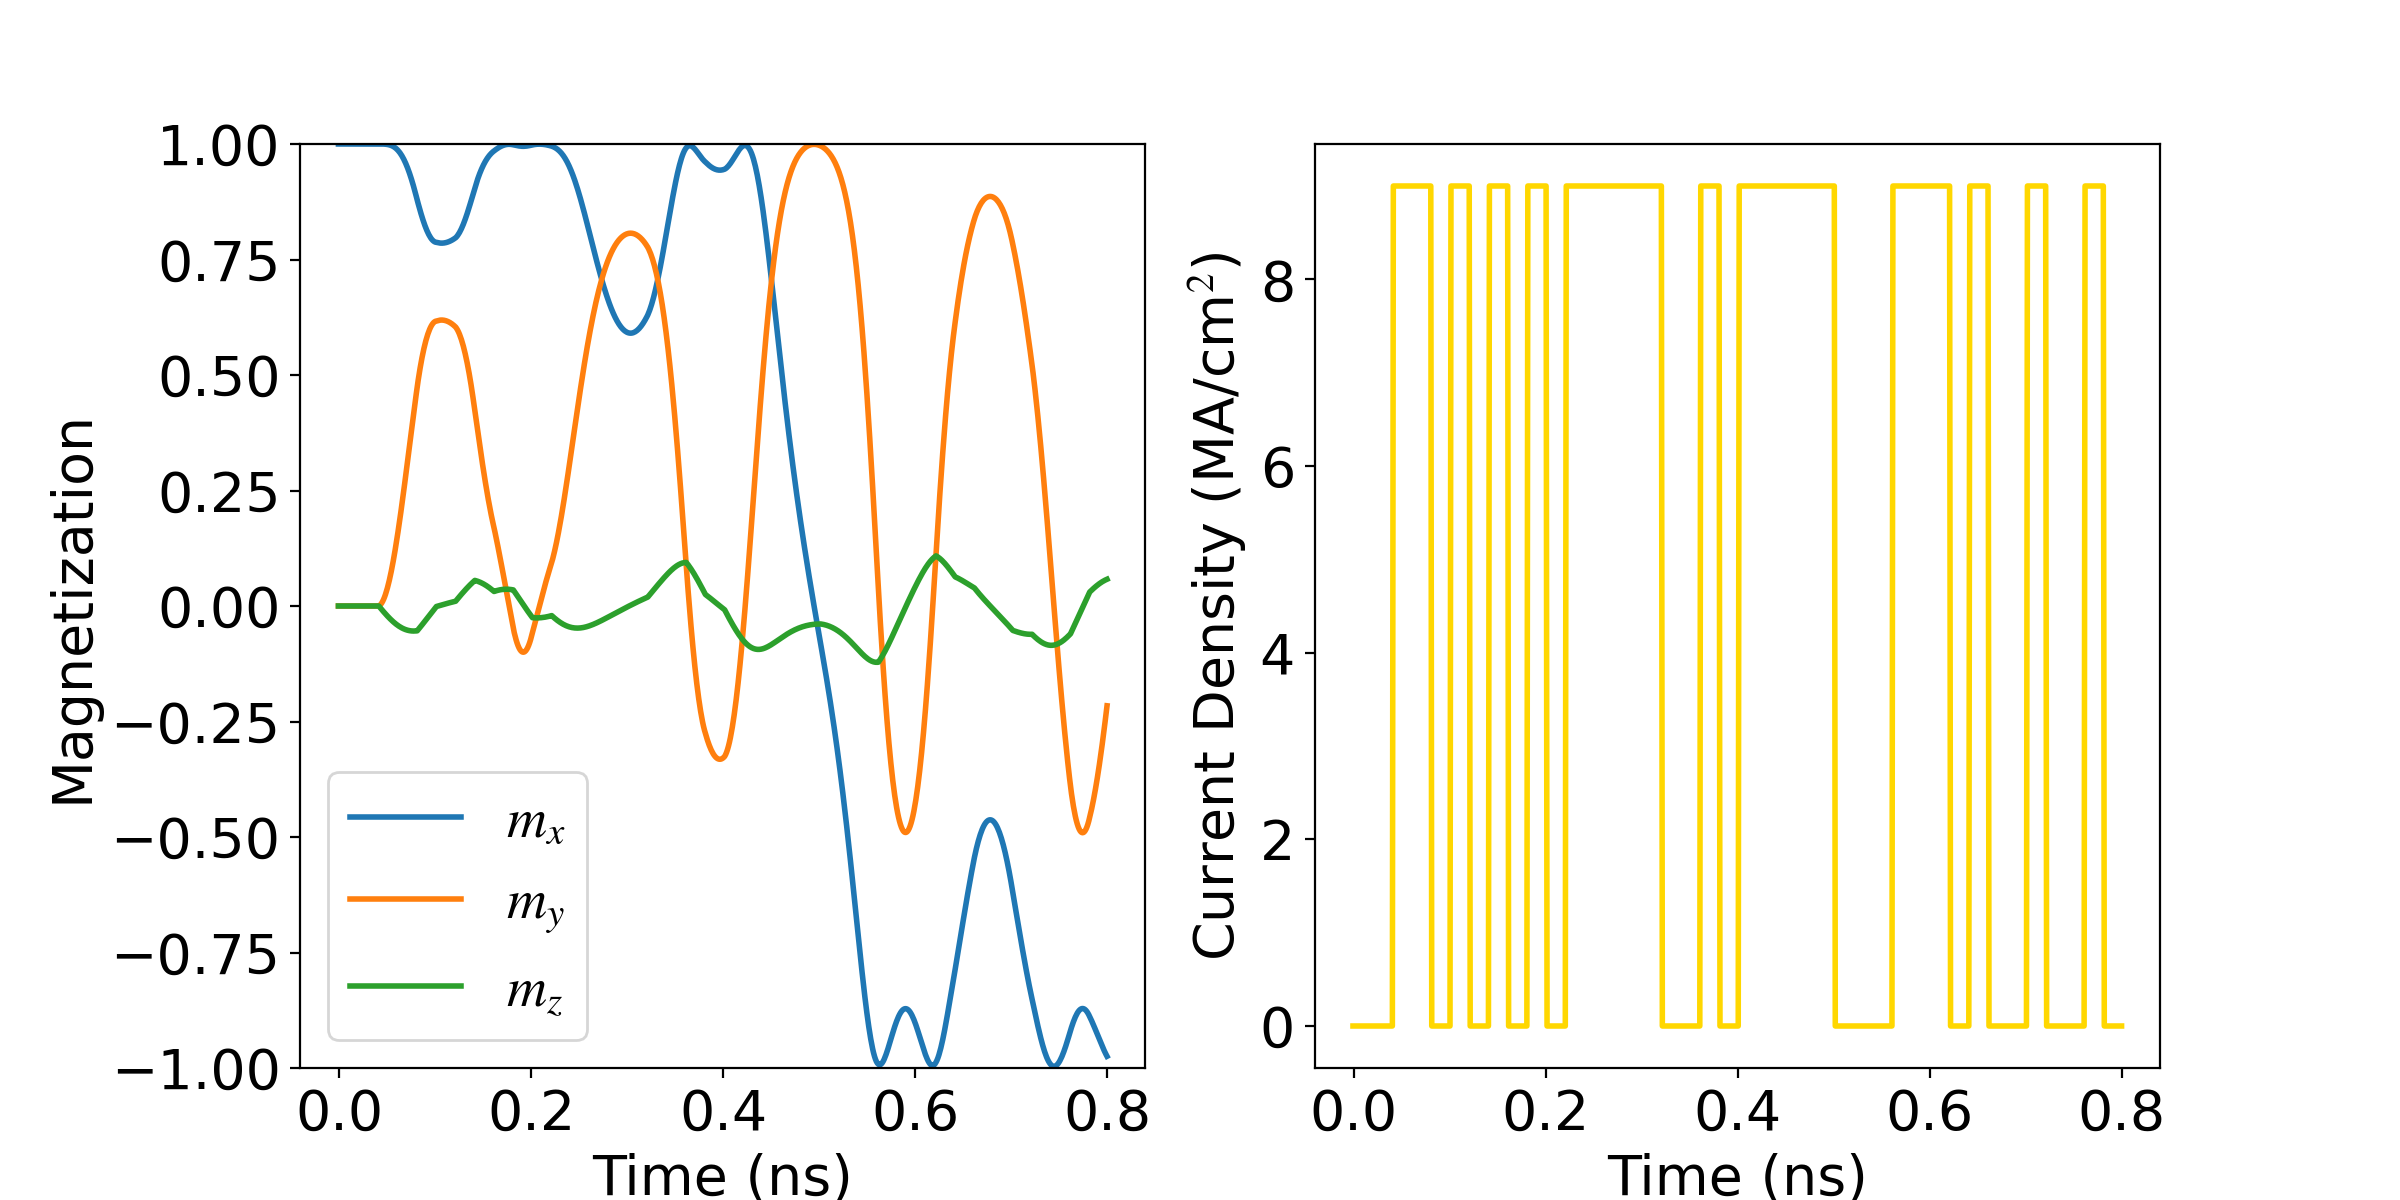 1.00
0.75
0.50
0.25
0.00
−0.25
−0.50
−0.75
−1.00
Magnetization
m_x
m_y
m_z
0.0 0.2 0.4 0.6 0.8
Time (ns)
8
6
4
2
0
Current Density (MA/cm²)
0.0 0.2 0.4 0.6 0.8
Time (ns)